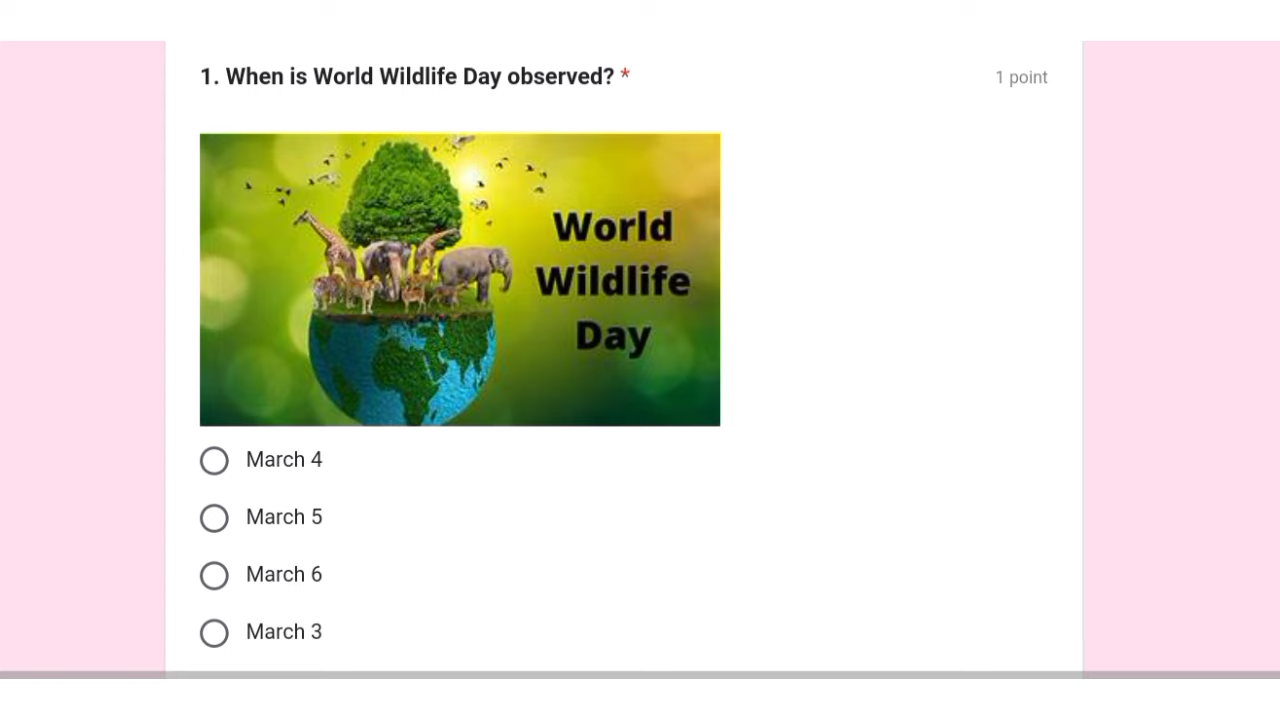 1. When is World Wildlife Day observed? *
1 point
World
Wildlife
Day
March 4
March 5
March 6
March 3